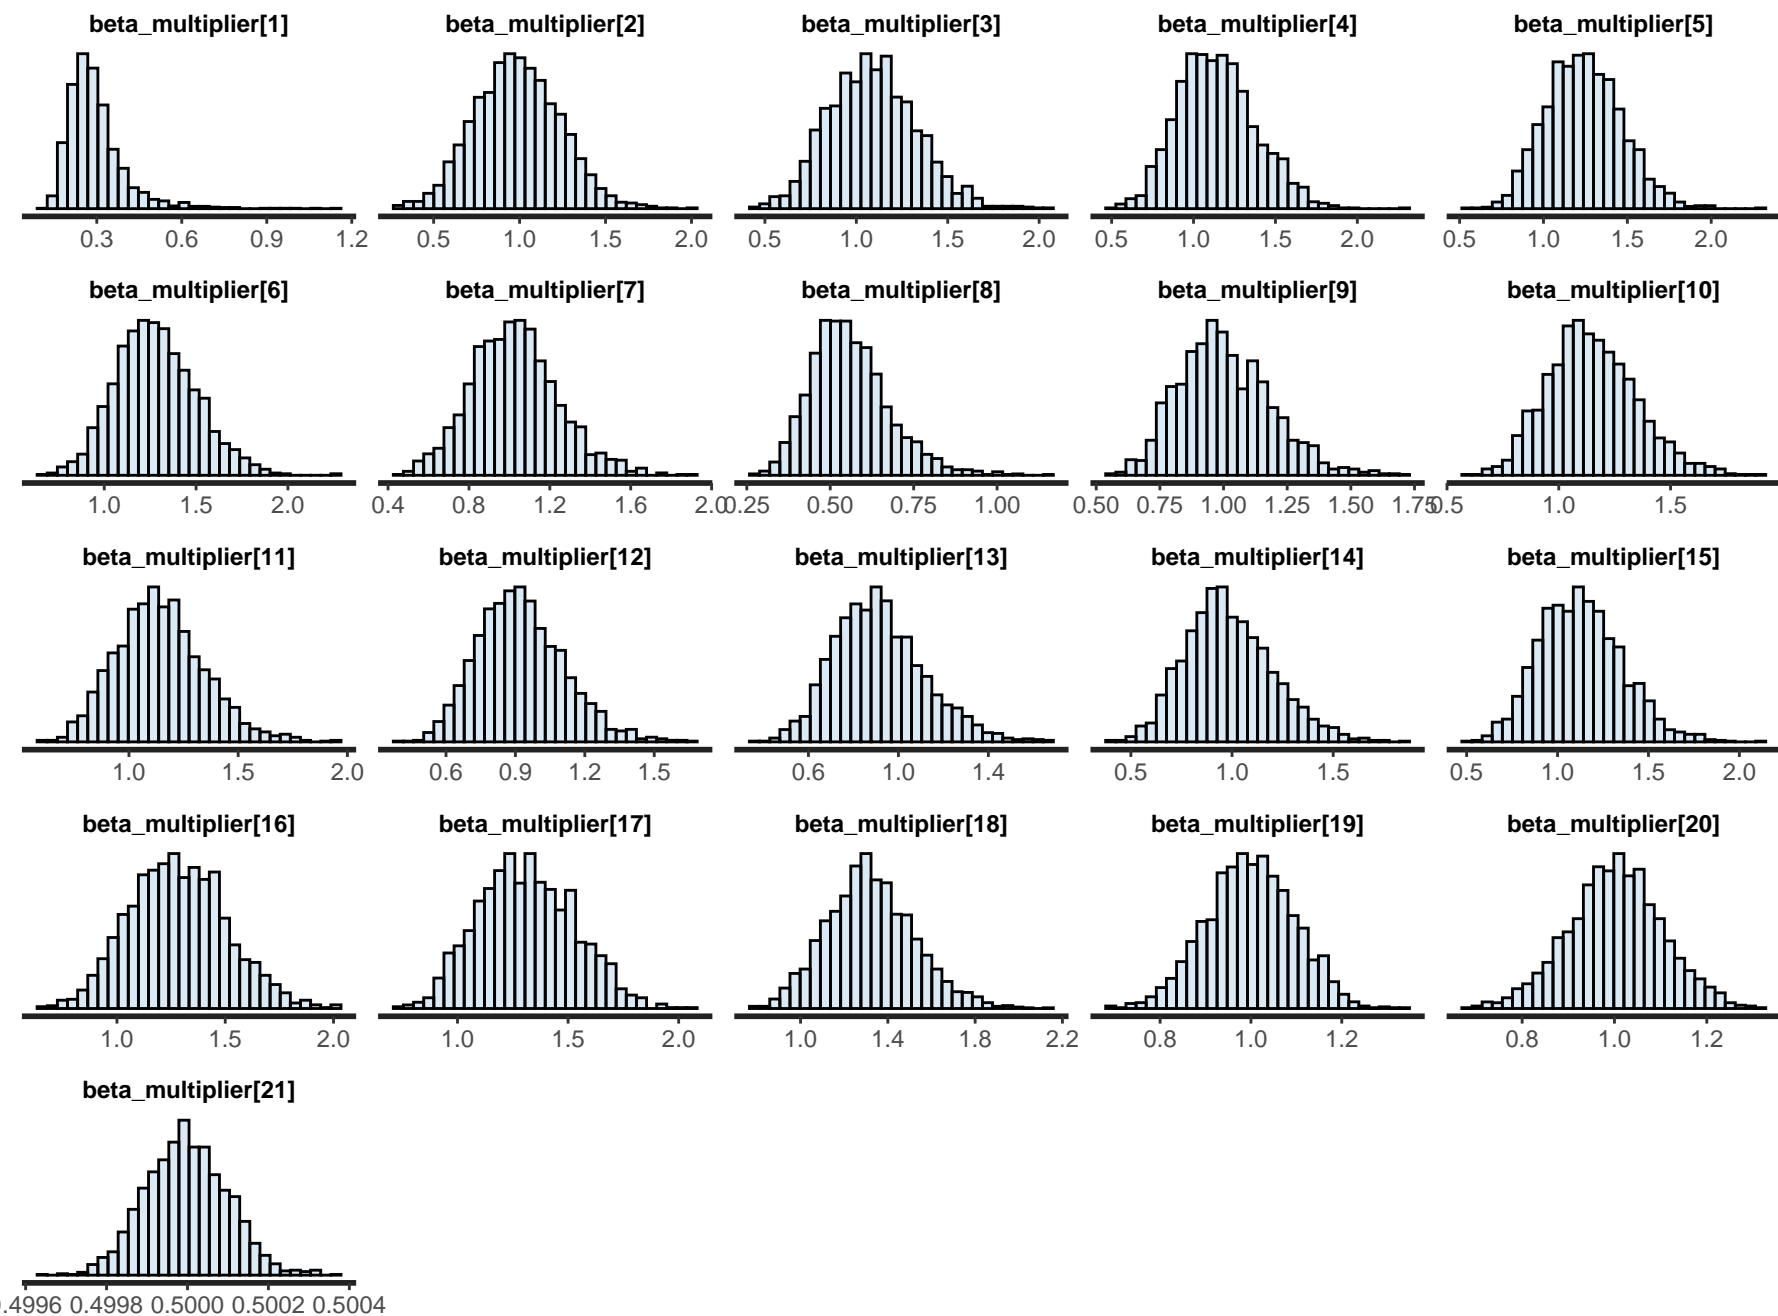 beta_multiplier[1] beta_multiplier[2] beta_multiplier[3] beta_multiplier[4] beta_multiplier[5]
0.3 0.6 0.9 1.2 0.5 1.0 1.5 2.0 0.5 1.0 1.5 2.0 0.5 1.0 1.5 2.0 0.5 1.0 1.5 2.0
beta_multiplier[6] beta_multiplier[7] beta_multiplier[8] beta_multiplier[9] beta_multiplier[10]
1.0 1.5 2.0 0.4 0.8 1.2 1.6 2.0 0.25 0.50 0.75 1.00 0.50 0.75 1.00 1.25 1.50 1.75 0.5 1.0 1.5
beta_multiplier[11] beta_multiplier[12] beta_multiplier[13] beta_multiplier[14] beta_multiplier[15]
1.0 1.5 2.0 0.6 0.9 1.2 1.5 0.6 1.0 1.4 0.5 1.0 1.5 0.5 1.0 1.5 2.0
beta_multiplier[16] beta_multiplier[17] beta_multiplier[18] beta_multiplier[19] beta_multiplier[20]
1.0 1.5 2.0 1.0 1.5 2.0 1.0 1.4 1.8 2.2 0.8 1.0 1.2 0.8 1.0 1.2
beta_multiplier[21]
.4996 0.4998 0.5000 0.5002 0.5004